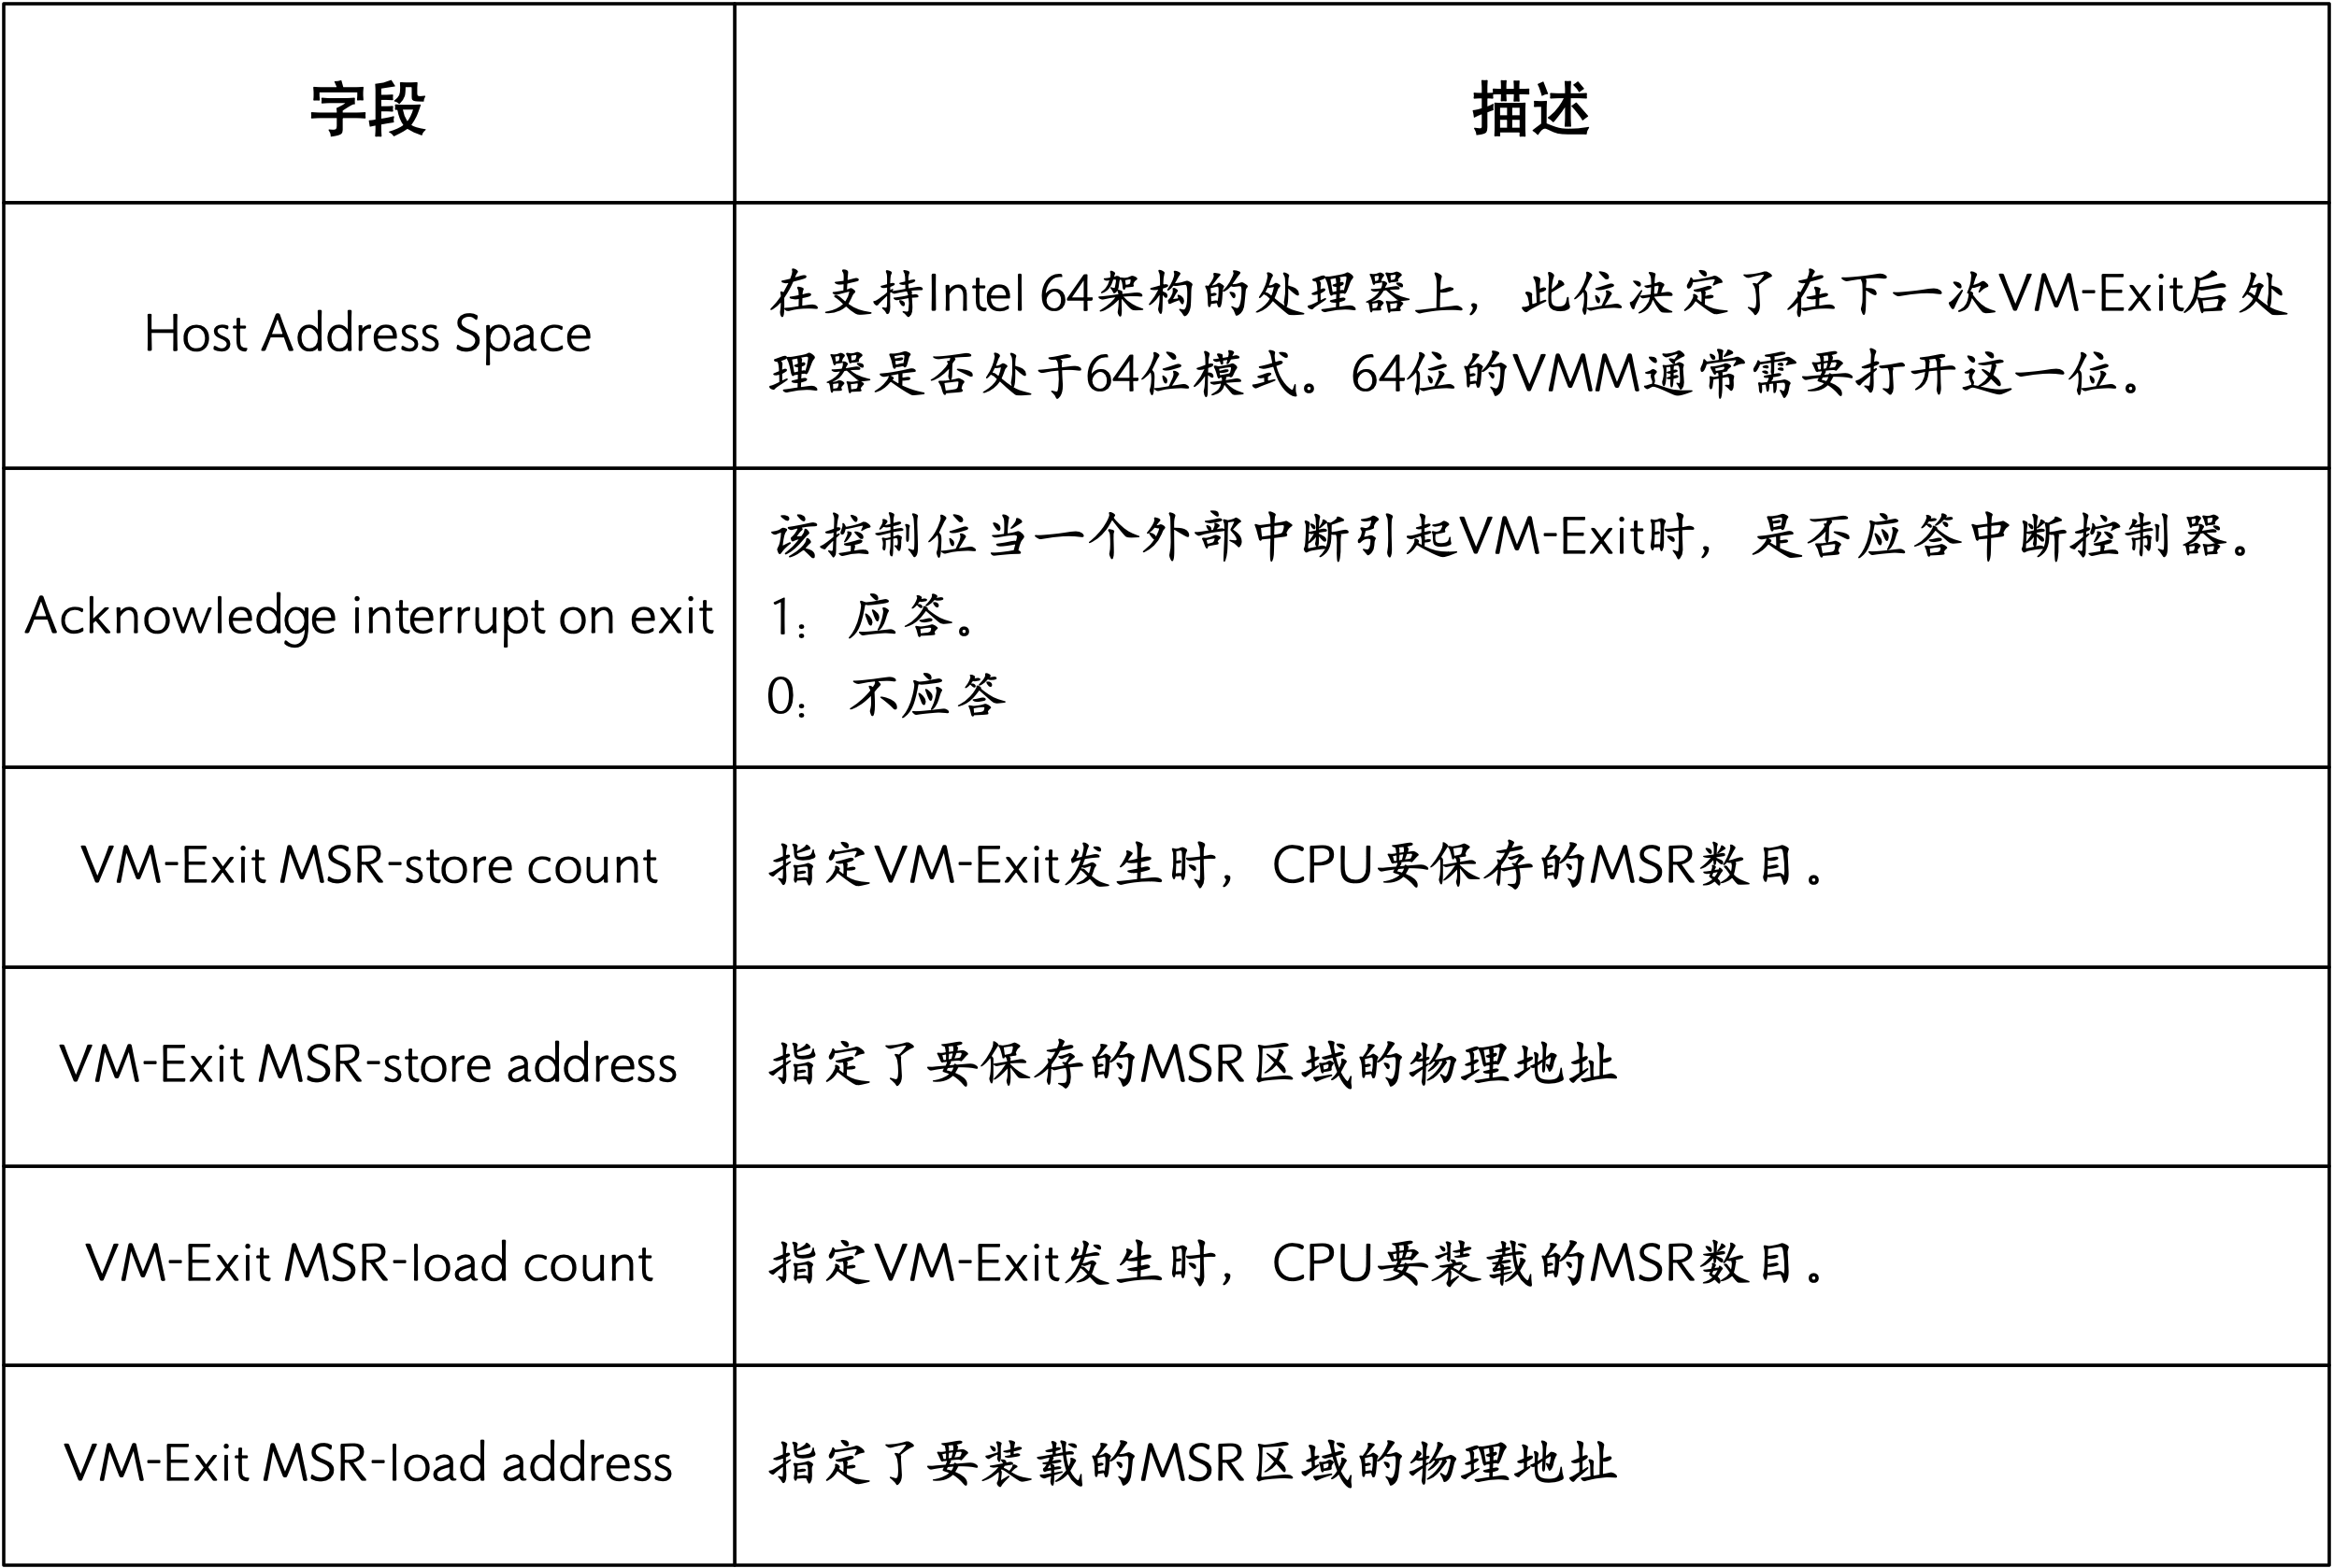 字段
描述
Host Address Spcce
在支持Intel 64架构的处理器上，此位决定了在下一次VM-Exit后处
理器是否处于64位模式。64位的VMM通常需要打开这一位。
Acknowledge interrupt on exit
该控制位当一个外部中断引起VM-Exit时，是否应答中断控制器。
1：应答。
0：不应答
VM-Exit MSR-store count
指定VM-Exit发生时，CPU要保存的MSR数目。
VM-Exit MSR-store address
指定了要保存的MSR区域的物理地址
VM-Exit MSR-load count
指定VM-Exit发生时，CPU要装载的MSR数目。
VM-Exit MSR-load address
指定了要装载的MSR区域的物理地址